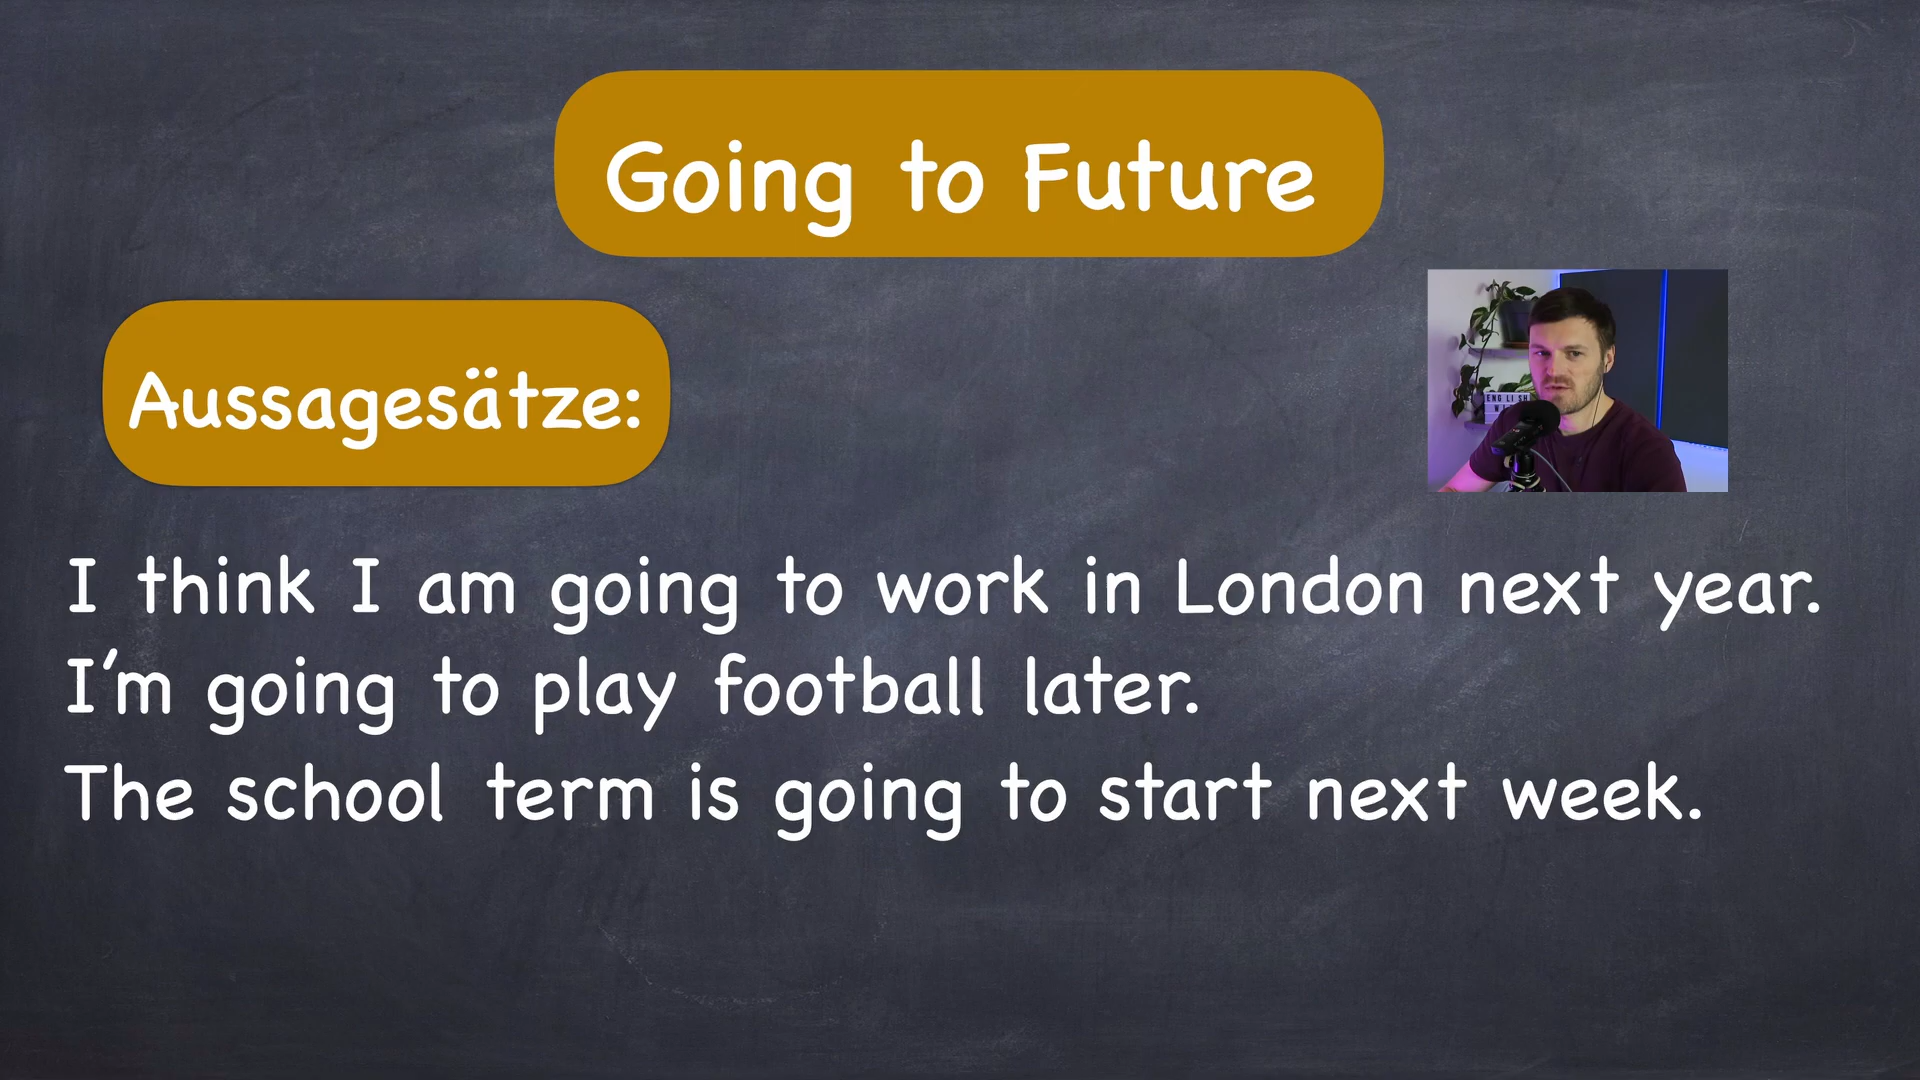 Going to Future
Aussagesätze:
ENGLISH
I think I am going to work in London next year.
I'm going to play football later.
The school term is going to start next week.